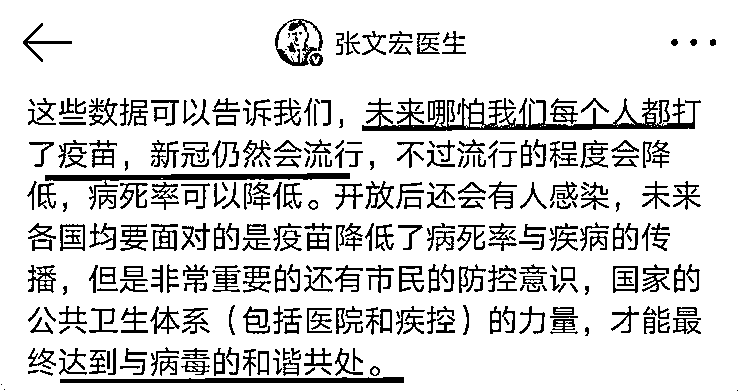 张文宏医生
这些数据可以告诉我们，未来哪怕我们每个人都打
了疫苗，新冠仍然会流行，不过流行的程度会降
低，病死率可以降低。开放后还会有人感染，未来
各国均要面对的是疫苗降低了病死率与疾病的传
播，但是非常重要的还有市民的防控意识，国家的
公共卫生体系（包括医院和疾控）的力量，才能最
终达到与病毒的和谐共处。